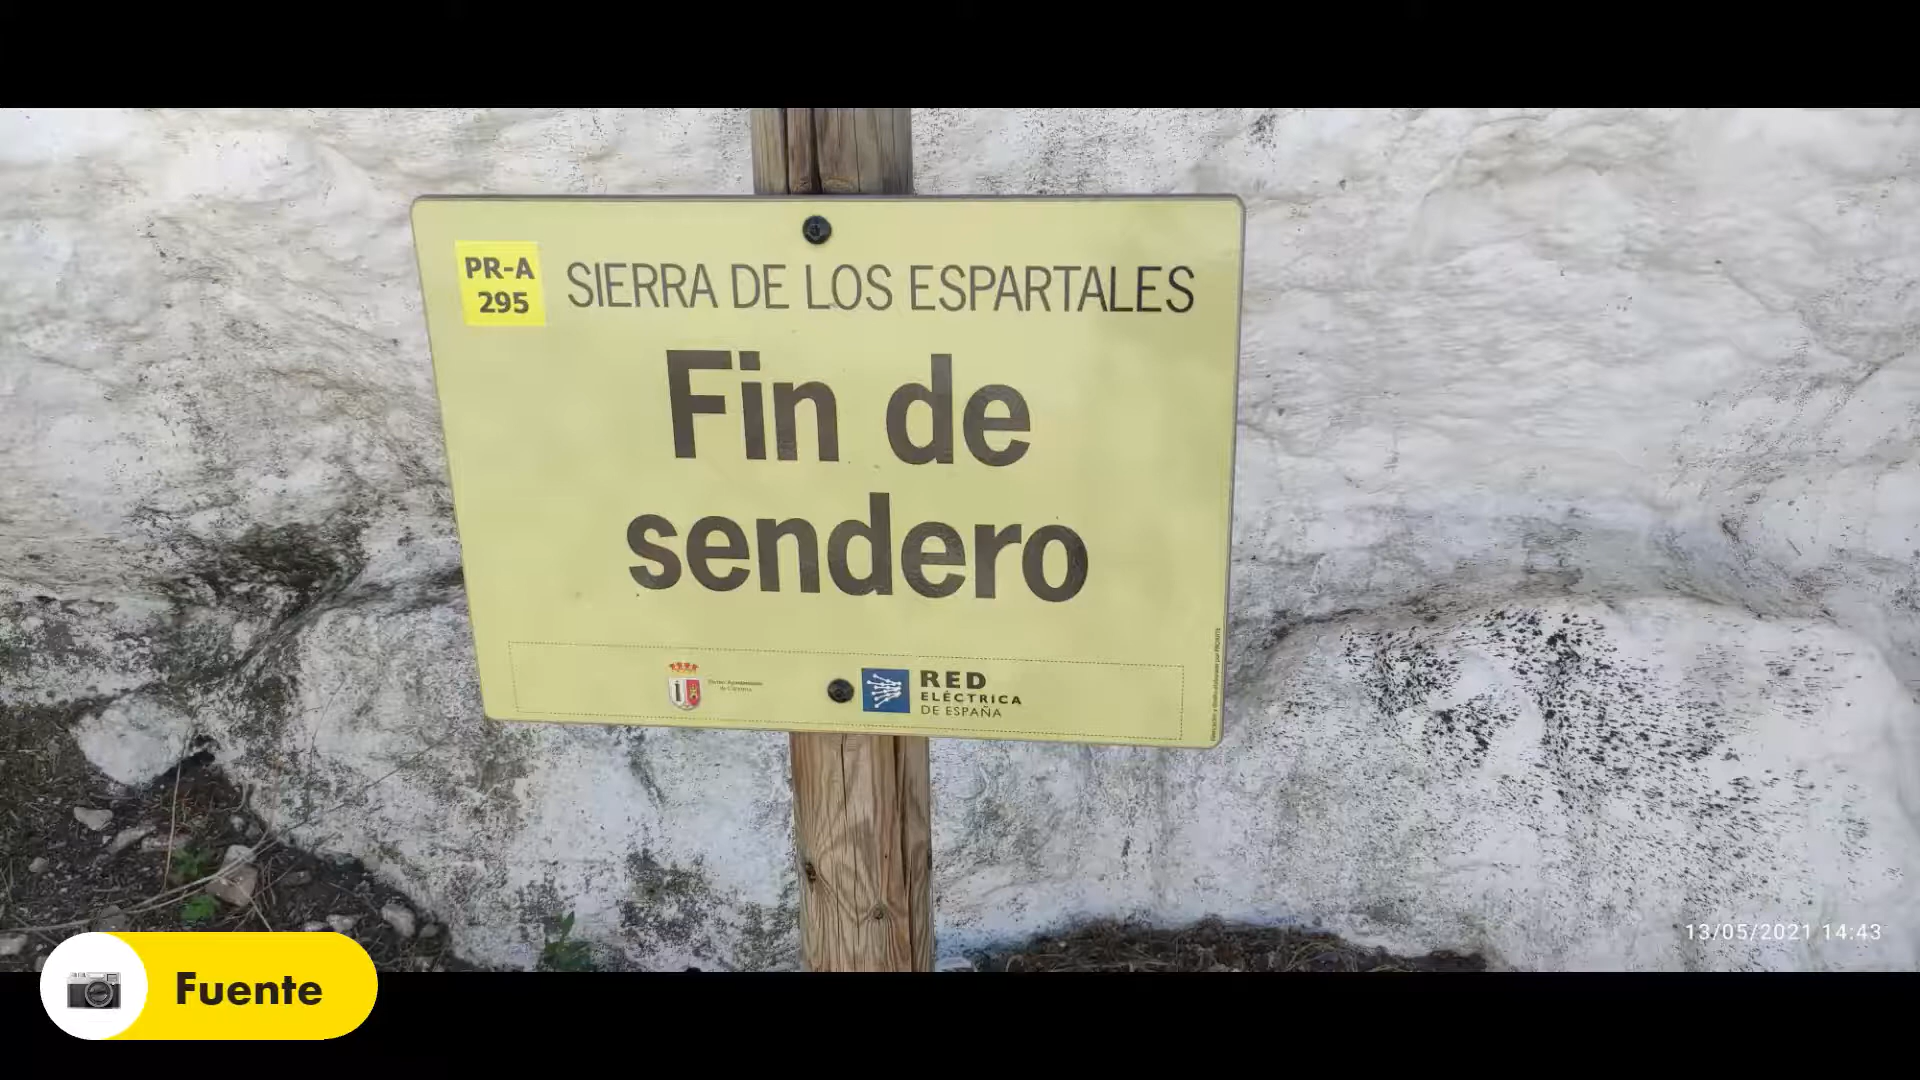 PR-A
295
SIERRA DE LOS ESPARTALES
Fin de
sendero
RED
ELÉCTRICA
DE ESPAÑA
13/05/2021 14:43
Fuente